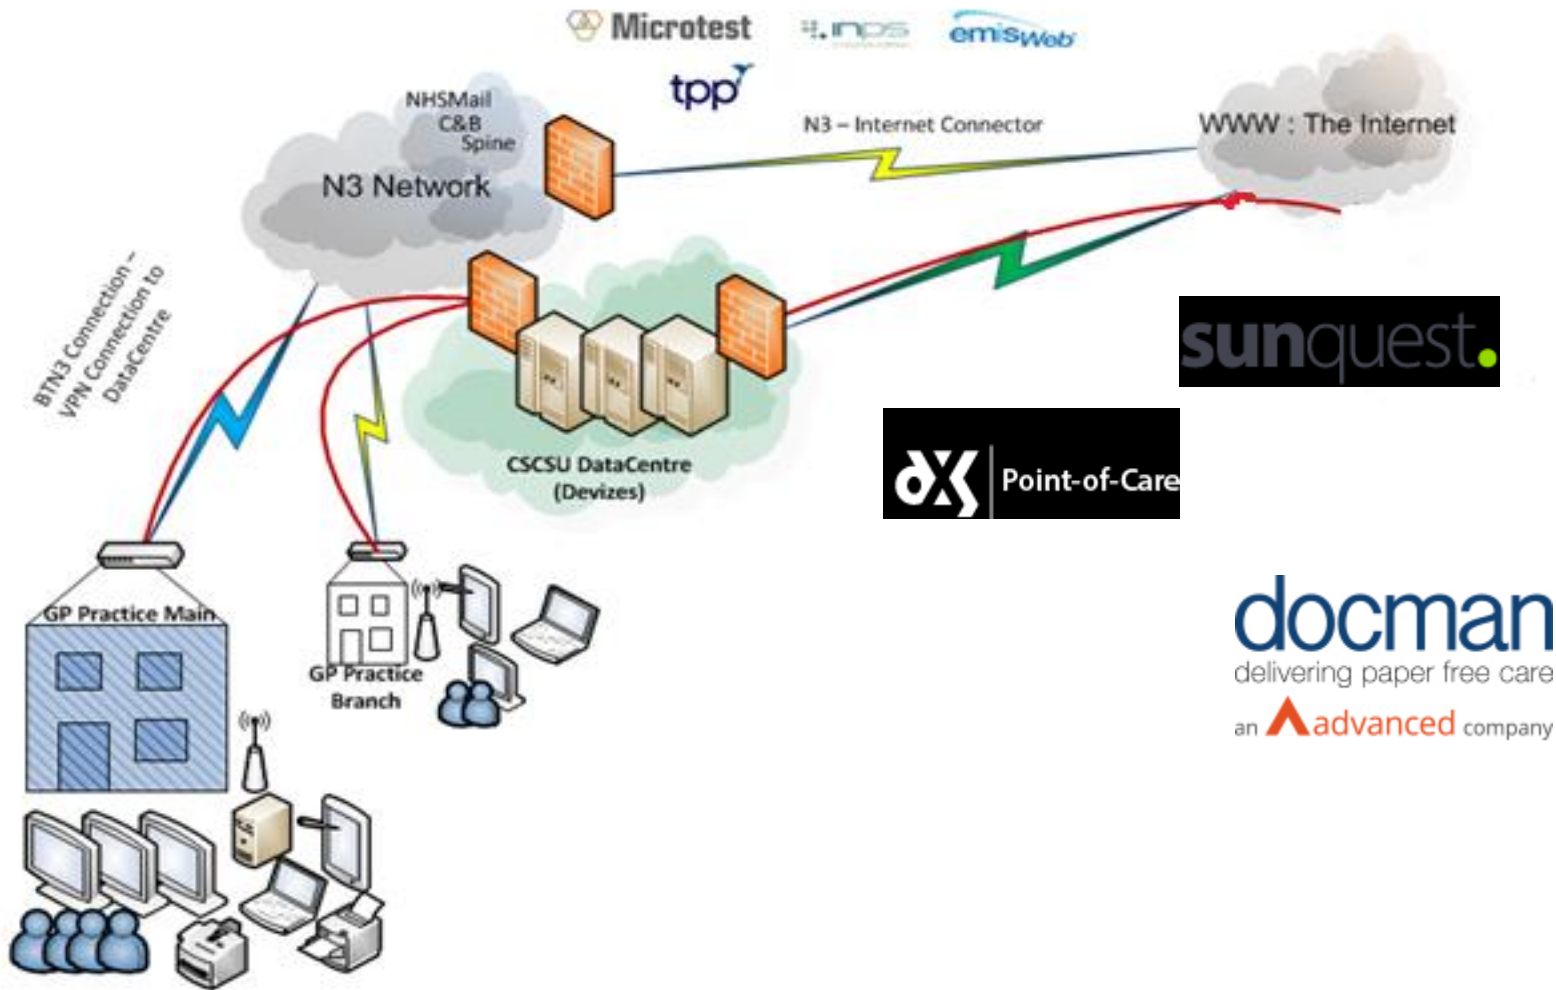 Microtest
inps
emisWeb
tpp
NHSMail
C&B
Spine
N3 Network
N3 – Internet Connector
WWW : The Internet
BTN3 Connection –
VPN Connection to
DataCentre
sunquest.
CSCSU DataCentre
(Devizes)
dxs
Point-of-Care
GP Practice Main
GP Practice
Branch
docman
delivering paper free care
an advanced company